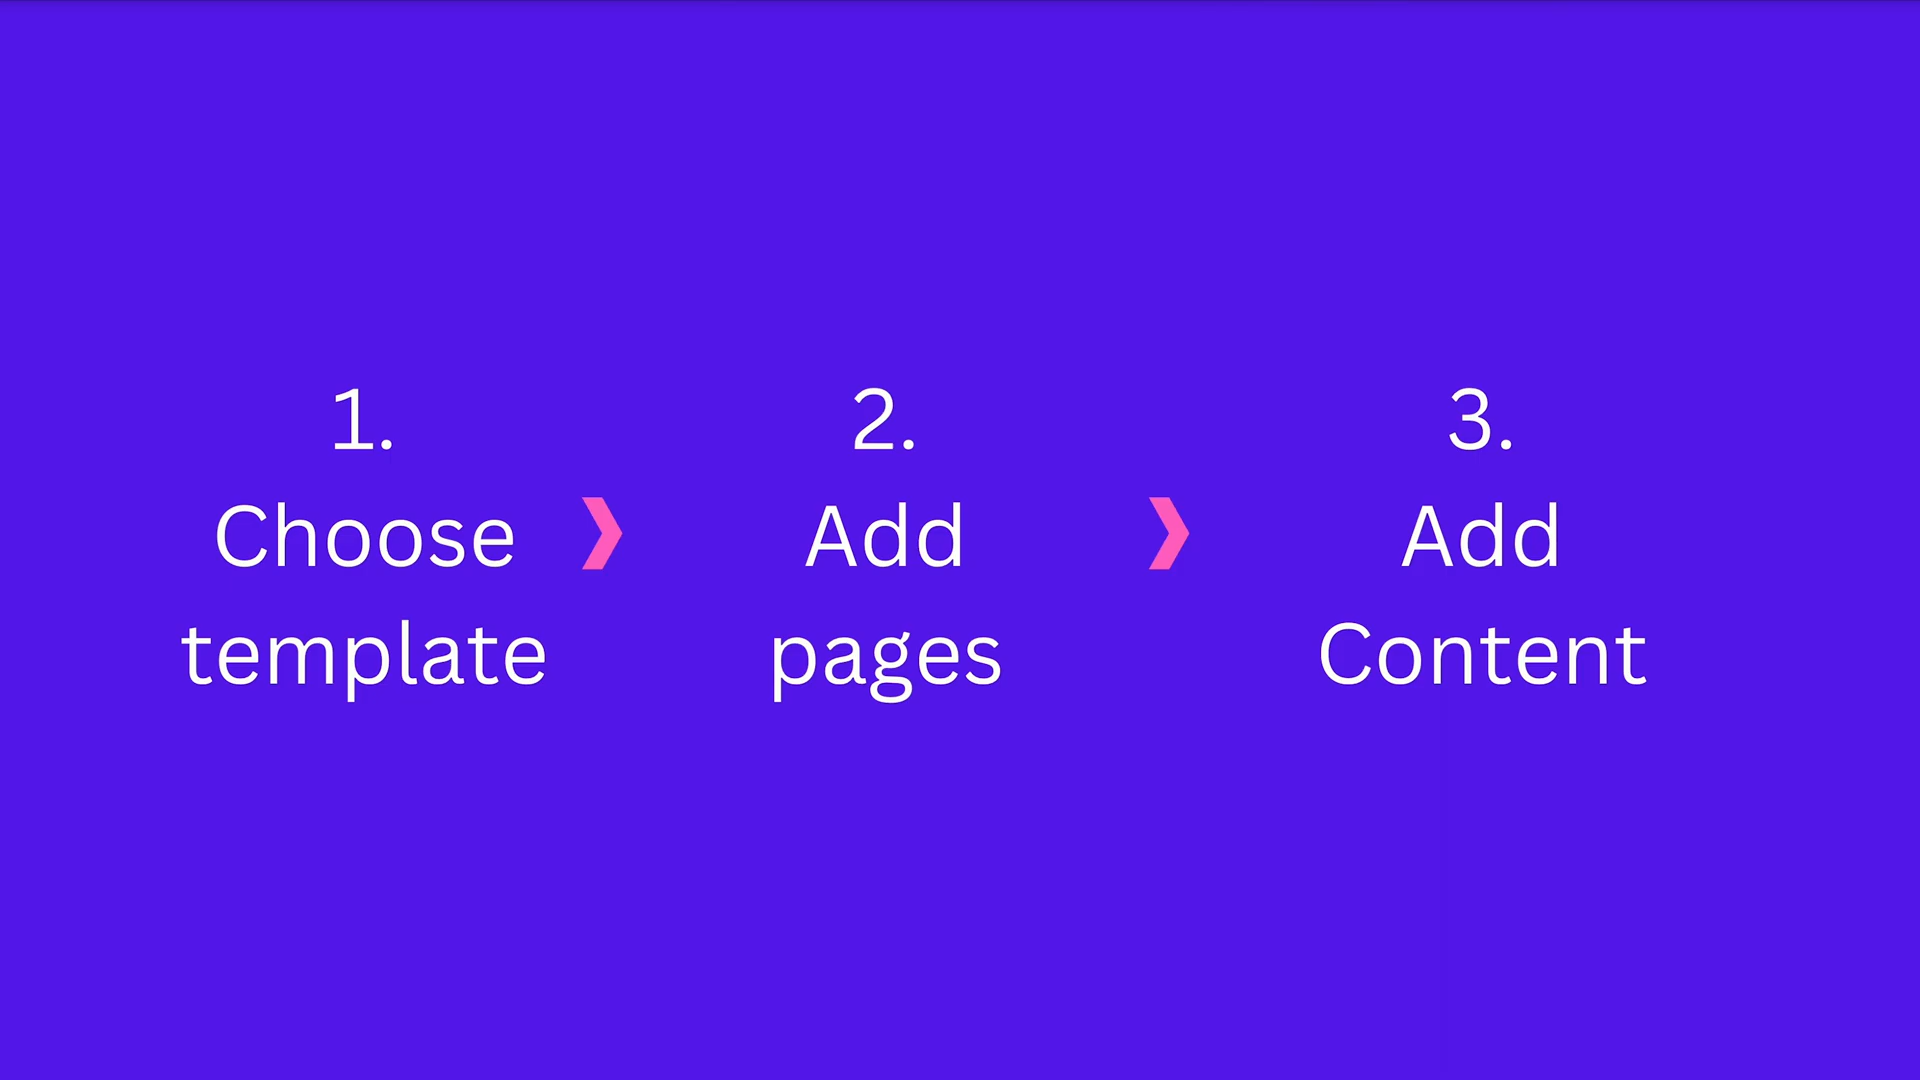 1.
Choose
template
2.
Add
pages
3.
Add
Content